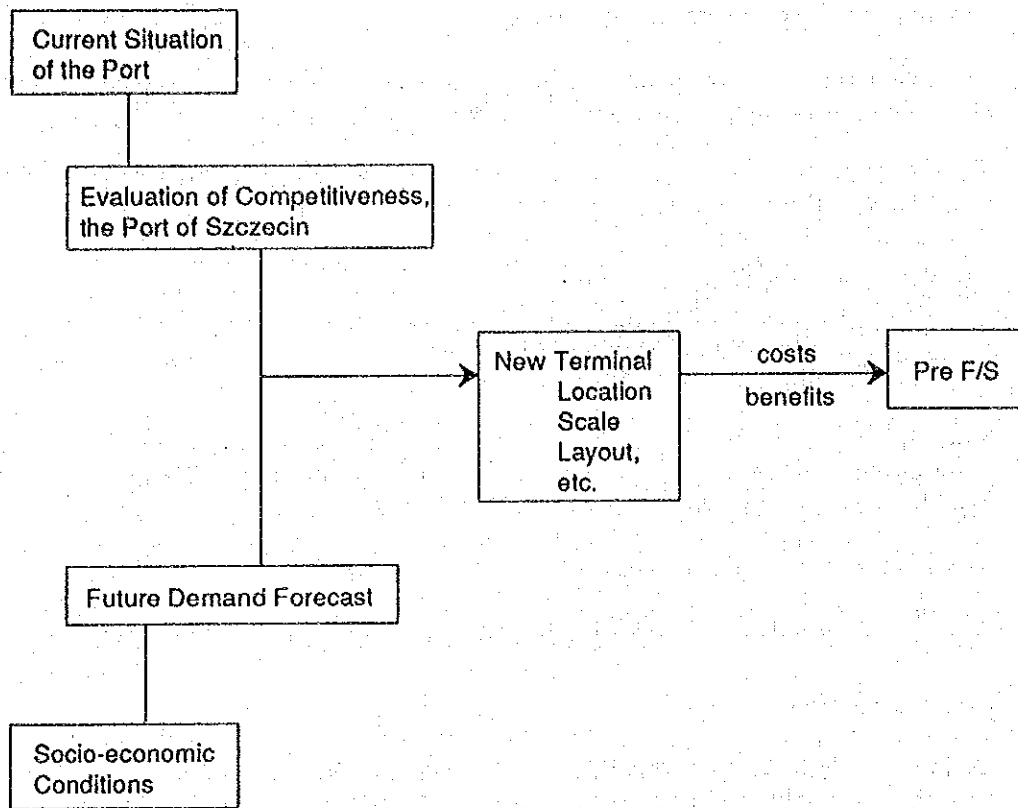 Current Situation
of the Port
Evaluation of Competitiveness,
the Port of Szczecin
New Terminal
Location
Scale
Layout,
etc.
costs
benefits
Pre F/S
Future Demand Forecast
Socio-economic
Conditions